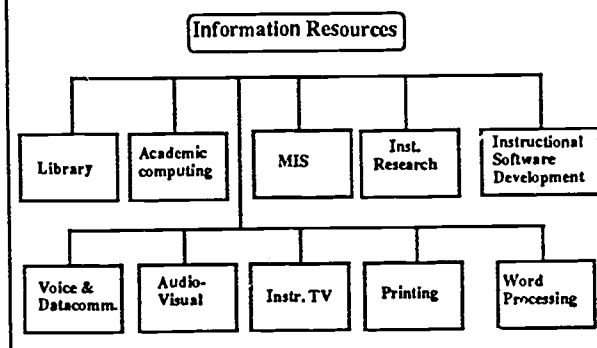 Information Resources
Library
Academic
computing
MIS
Inst.
Research
Instructional
Software
Development
Voice &
Datacomm.
Audio-
Visual
Instr. TV
Printing
Word
Processing